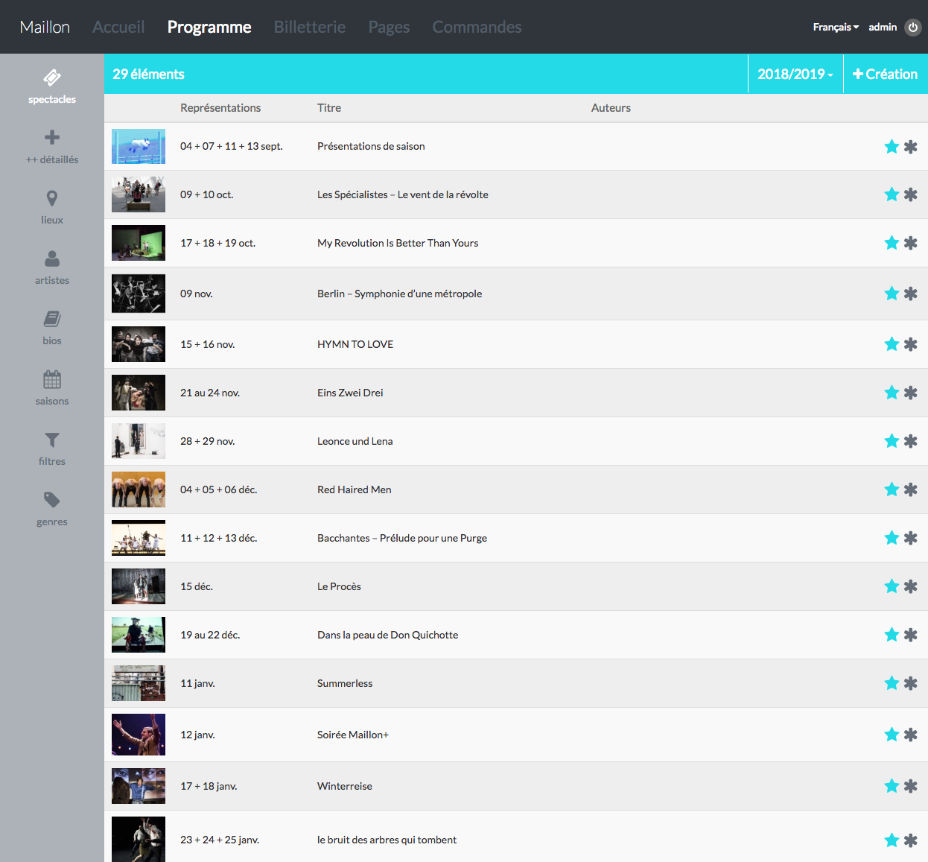 Maillon Accueil Programme Billetterie Pages Commandes Français admin
spectacles
++ détaillés
lieux
artistes
bios
saisons
filtres
genres
29 éléments 2018/2019 Création
Représentations Titre Auteurs
04 + 07 + 11 + 13 sept. Présentations de saison
09 + 10 oct. Les Spécialistes – Le vent de la révolte
17 + 18 + 19 oct. My Revolution Is Better Than Yours
09 nov. Berlin – Symphonie d'une métropole
15 + 16 nov. HYMN TO LOVE
21 au 24 nov. Eins Zwei Drei
28 + 29 nov. Leonce und Lena
04 + 05 + 06 déc. Red Haired Men
11 + 12 + 13 déc. Bacchantes – Prélude pour une Purge
15 déc. Le Procès
19 au 22 déc. Dans la peau de Don Quichotte
11 janv. Summerless
12 janv. Soirée Maillon+
17 + 18 janv. Winterreise
23 + 24 + 25 janv. le bruit des arbres qui tombent